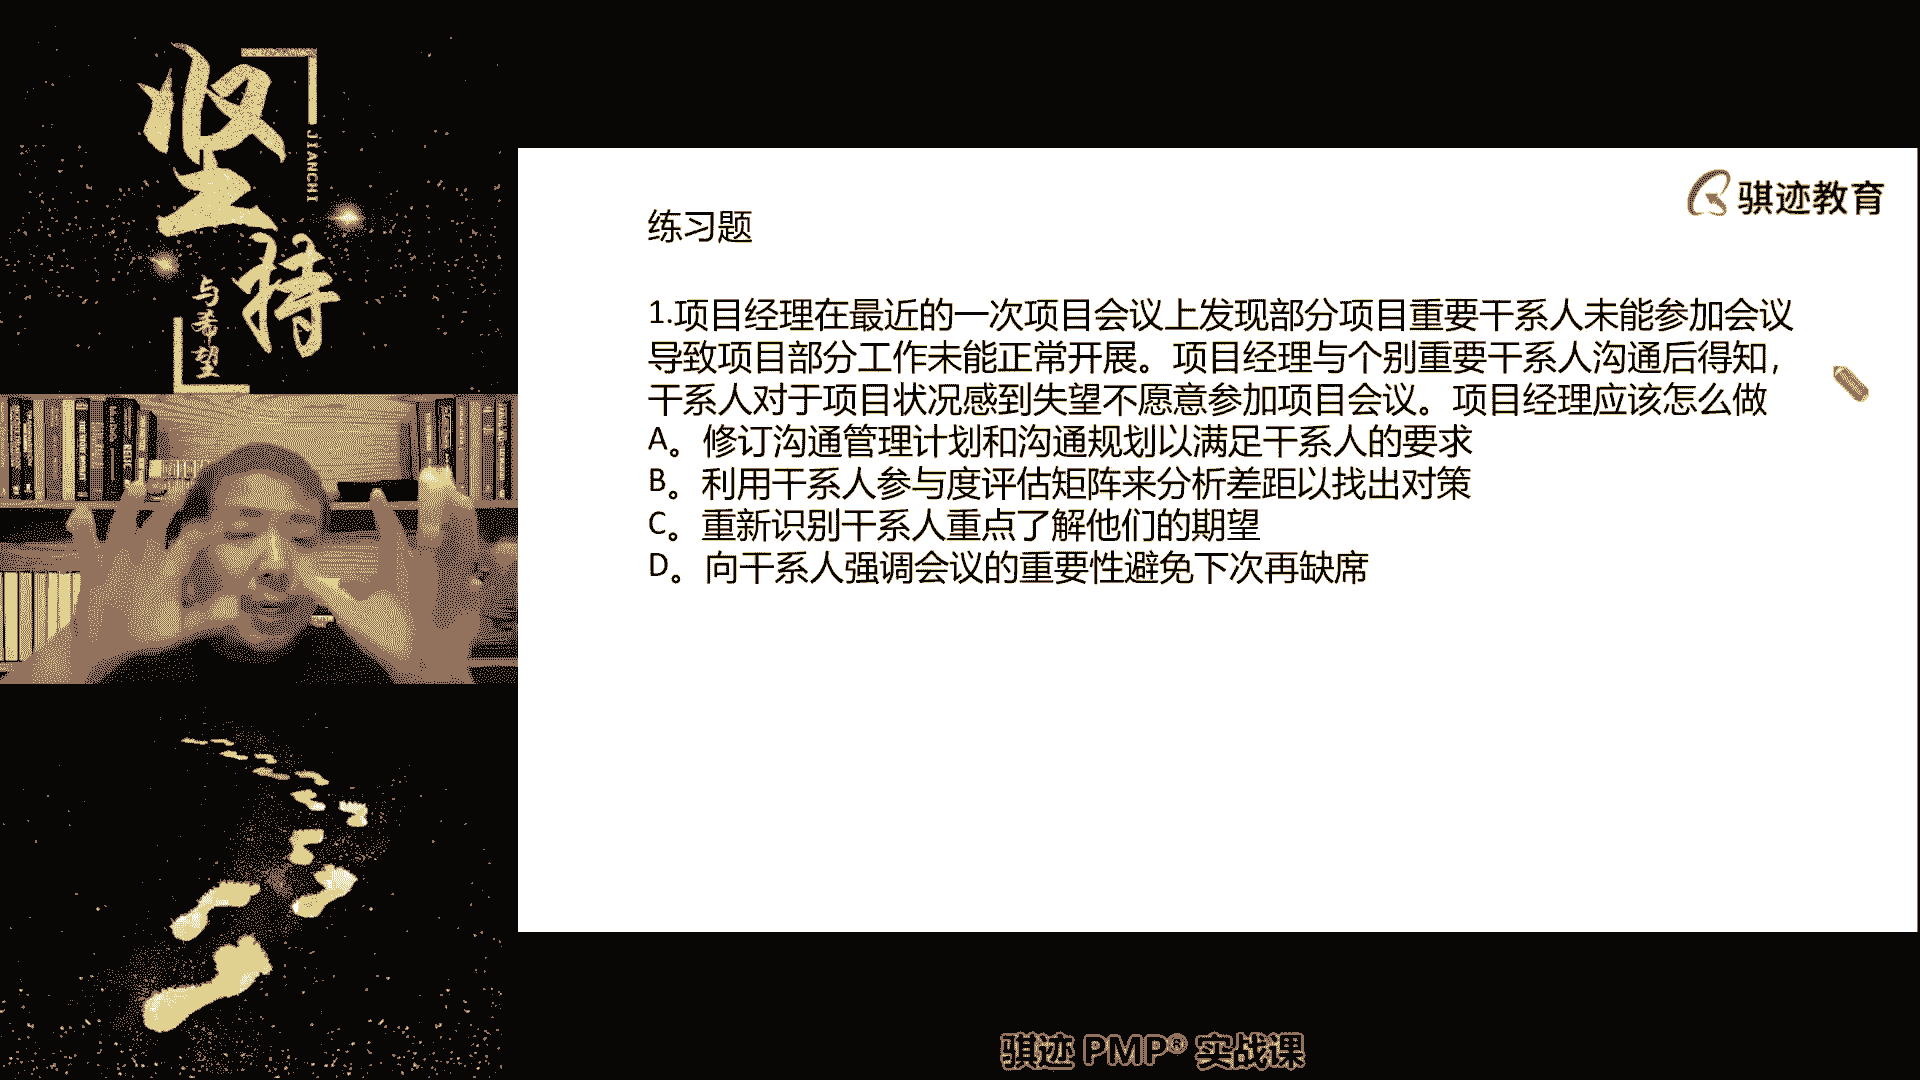 坚持
JIANCHI
与希望
骐迹教育
练习题
1.项目经理在最近的一次项目会议上发现部分项目重要干系人未能参加会议
导致项目部分工作未能正常开展。项目经理与个别重要干系人沟通后得知，
干系人对于项目状况感到失望不愿意参加项目会议。项目经理应该怎么做
A。修订沟通管理计划和沟通规划以满足干系人的要求
B。利用干系人参与度评估矩阵来分析差距以找出对策
C。重新识别干系人重点了解他们的期望
D。向干系人强调会议的重要性避免下次再缺席
骐迹 PMP® 实战课